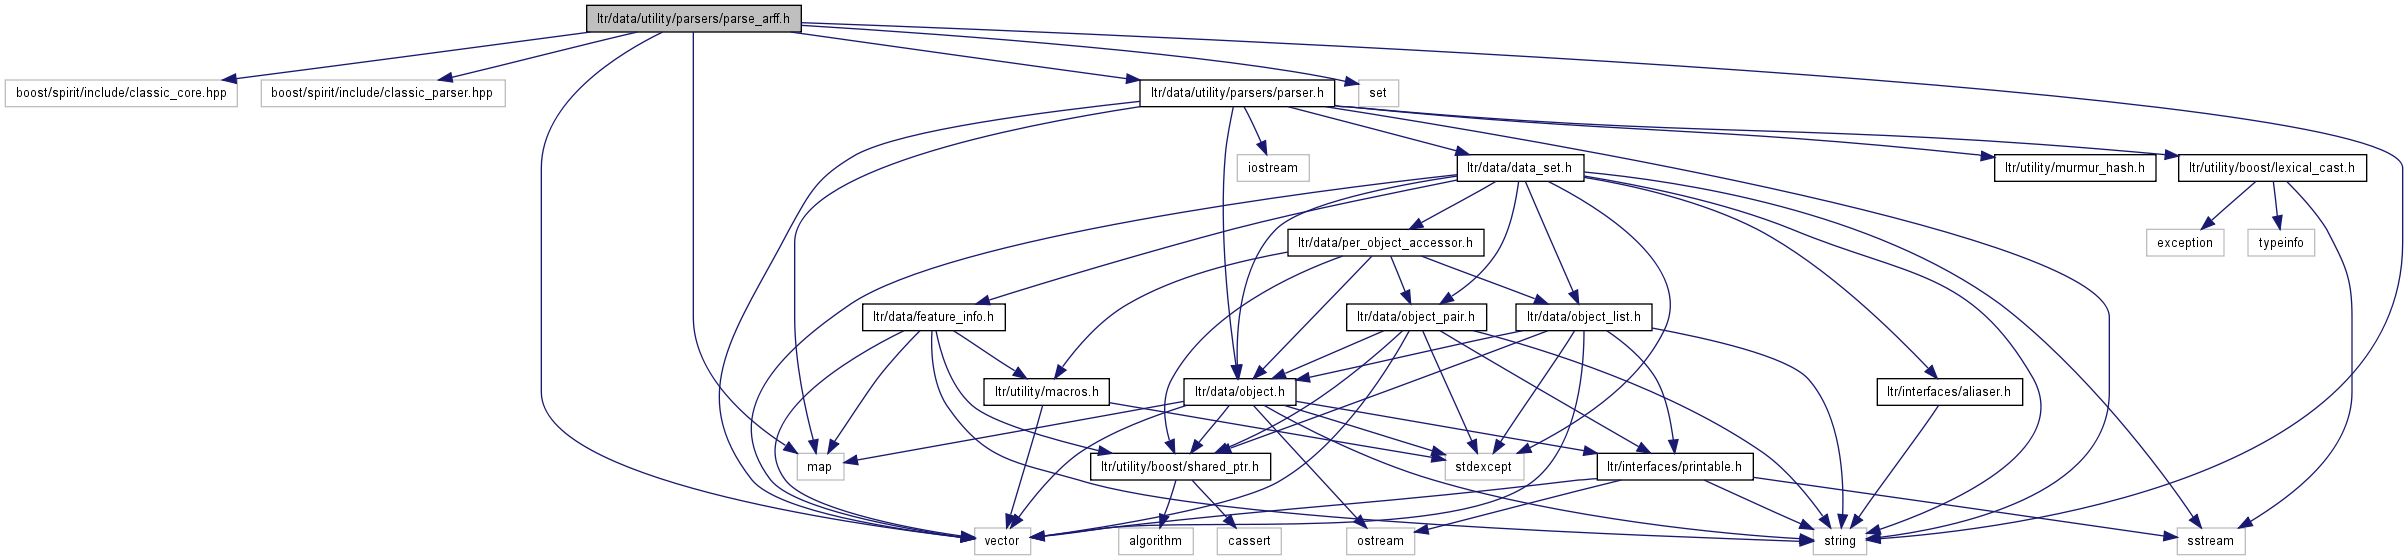 ltr/data/utility/parsers/parse_arff.h
boost/spirit/include/classic_core.hpp
boost/spirit/include/classic_parser.hpp
ltr/data/utility/parsers/parser.h
set
iostream
ltr/data/data_set.h
ltr/utility/murmur_hash.h
ltr/utility/boost/lexical_cast.h
ltr/data/per_object_accessor.h
exception
typeinfo
ltr/data/feature_info.h
ltr/data/object_pair.h
ltr/data/object_list.h
ltr/utility/macros.h
ltr/data/object.h
ltr/interfaces/aliaser.h
map
ltr/utility/boost/shared_ptr.h
stdexcept
ltr/interfaces/printable.h
vector
algorithm
cassert
ostream
string
sstream